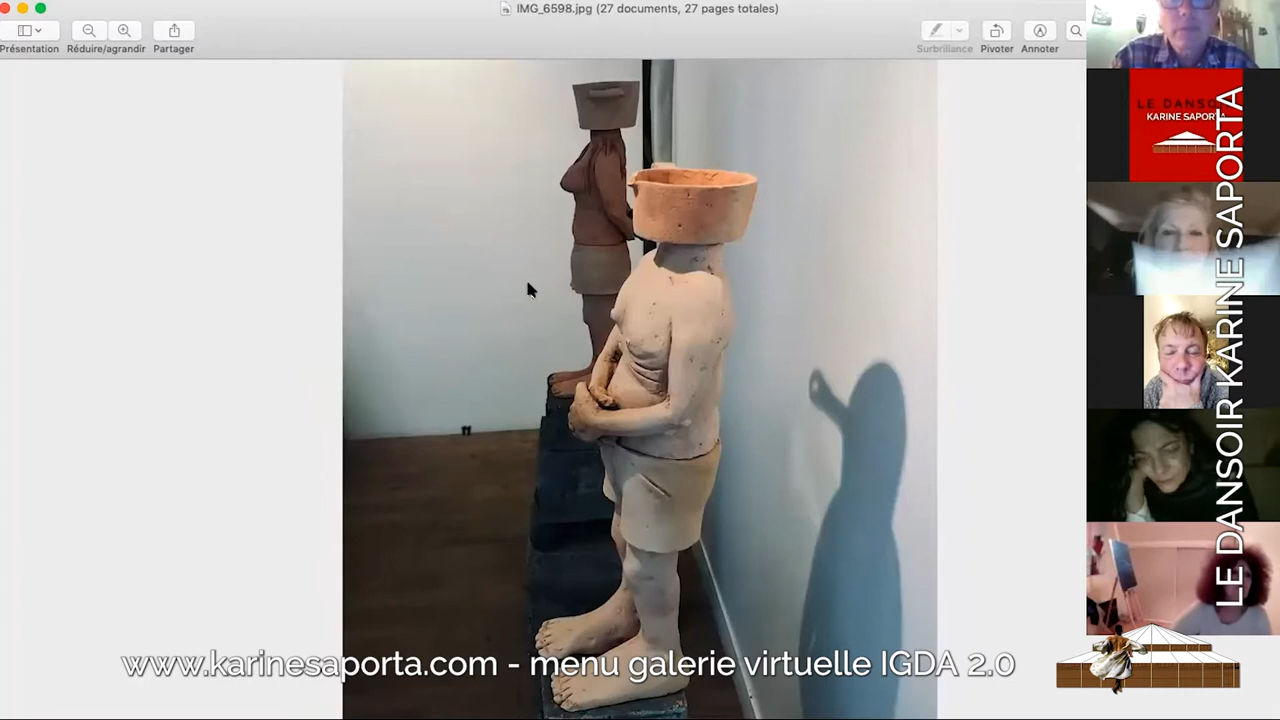 IMG_6598.jpg (27 documents, 27 pages totales)
Présentation
Réduire/agrandir
Partager
Surbrillance
Pivoter
Annoter
LE DANSO
KARINE SAPORTA
LE DANSOIR KARINE SAPORTA
www.karinesaporta.com - menu galerie virtuelle IGDA 2.0